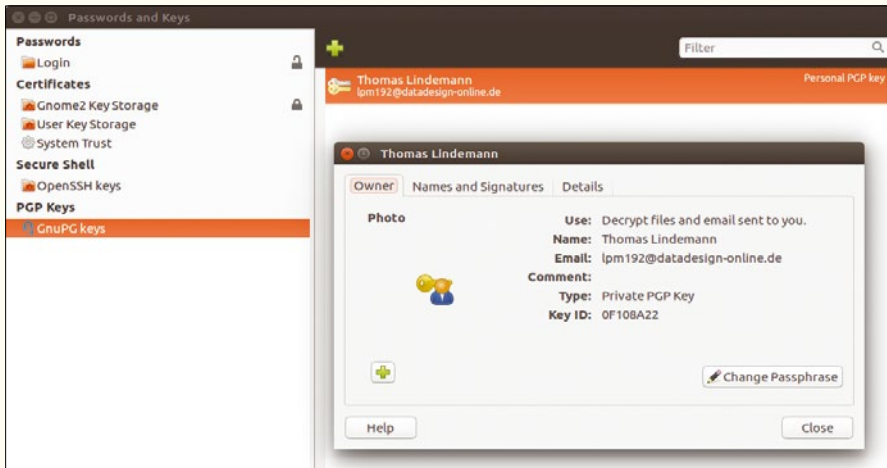 Passwords and Keys
Passwords
Login
Certificates
Gnome2 Key Storage
User Key Storage
System Trust
Secure Shell
OpenSSH keys
PGP Keys
GnuPG keys
Filter
Thomas Lindemann
lpm192@datadesign-online.de
Personal PGP key
Thomas Lindemann
Owner
Names and Signatures
Details
Photo
Use: Decrypt files and email sent to you.
Name: Thomas Lindemann
Email: lpm192@datadesign-online.de
Comment:
Type: Private PGP Key
Key ID: 0F108A22
Change Passphrase
Help
Close